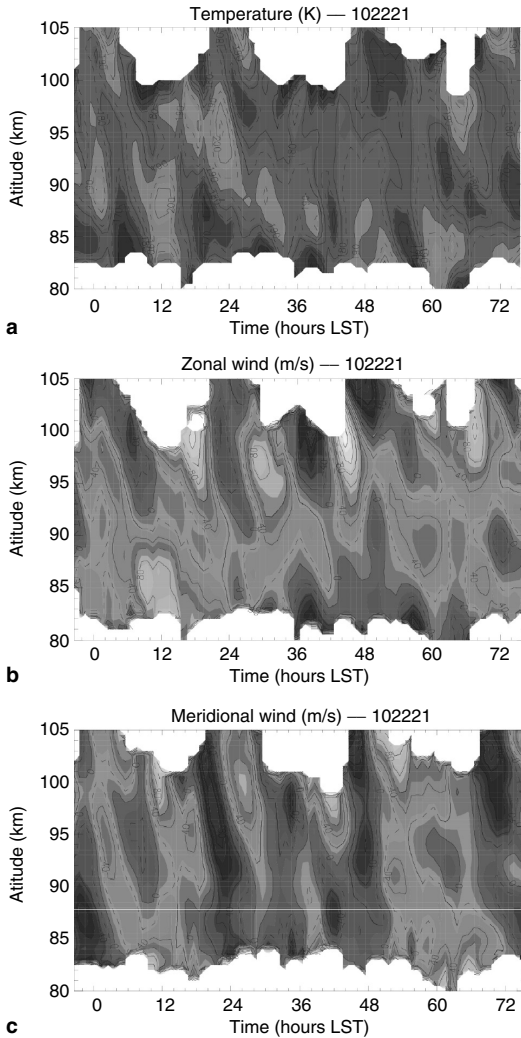 Temperature (K) — 102221
105
100
95
90
85
80
Atitude (km)
0 12 24 36 48 60 72
Time (hours LST)
a
Zonal wind (m/s) — 102221
105
100
95
90
85
80
Atitude (km)
0 12 24 36 48 60 72
Time (hours LST)
b
Meridional wind (m/s) — 102221
105
100
95
90
85
80
Atitude (km)
0 12 24 36 48 60 72
Time (hours LST)
c